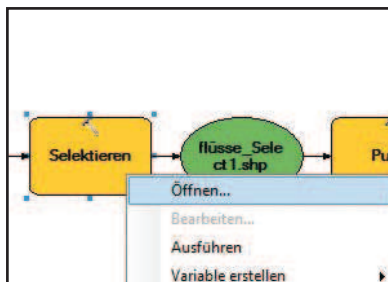 Selektieren
flüsse_Sele
ct1.shp
Pu
Öffnen...
Bearbeiten...
Ausführen
Variable erstellen